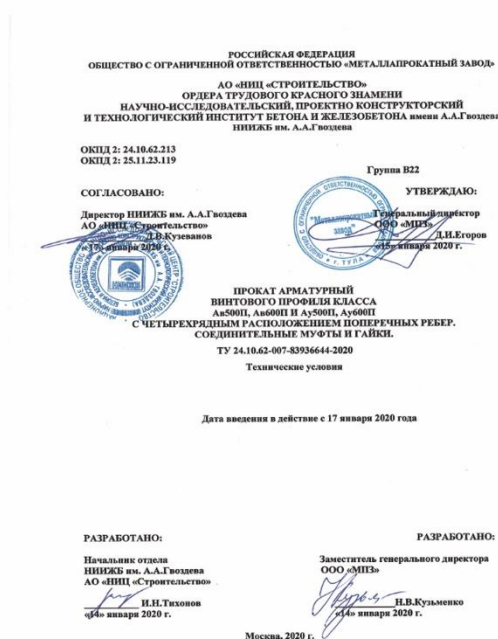 РОССИЙСКАЯ ФЕДЕРАЦИЯ
ОБЩЕСТВО С ОГРАНИЧЕННОЙ ОТВЕТСТВЕННОСТЬЮ «МЕТАЛЛАПРОКАТНЫЙ ЗАВОД»
АО «НИЦ «СТРОИТЕЛЬСТВО»
ОРДЕРА ТРУДОВОГО КРАСНОГО ЗНАМЕНИ
НАУЧНО-ИССЛЕДОВАТЕЛЬСКИЙ, ПРОЕКТНО КОНСТРУКТОРСКИЙ
И ТЕХНОЛОГИЧЕСКИЙ ИНСТИТУТ БЕТОНА И ЖЕЛЕЗОБЕТОНА имени А.А.Гвоздева
НИИЖБ им. А.А.Гвоздева
ОКПД 2: 24.10.62.213
ОКПД 2: 25.11.23.119
Группа В22
СОГЛАСОВАНО:
Директор НИИЖБ им. А.А.Гвоздева
АО «НИЦ «Строительство»
Д.В.Кузеванов
«17» января 2020 г.
УТВЕРЖДАЮ:
Генеральный директор
ООО «МПЗ»
Д.И.Егоров
«15» января 2020 г.
"Металлапрокатный
завод"
г. ТУЛА
ПРОКАТ АРМАТУРНЫЙ
ВИНТОВОГО ПРОФИЛЯ КЛАССА
Ав500П, Ав600П И Ау500П, Ау600П
С ЧЕТЫРЕХРЯДНЫМ РАСПОЛОЖЕНИЕМ ПОПЕРЕЧНЫХ РЕБЕР.
СОЕДИНИТЕЛЬНЫЕ МУФТЫ И ГАЙКИ.
ТУ 24.10.62-007-83936644-2020
Технические условия
Дата введения в действие с 17 января 2020 года
РАЗРАБОТАНО:
Начальник отдела
НИИЖБ им. А.А.Гвоздева
АО «НИЦ «Строительство»
И.Н.Тихонов
«14» января 2020 г.
РАЗРАБОТАНО:
Заместитель генерального директора
ООО «МПЗ»
Н.В.Кузьменко
«14» января 2020 г.
Москва, 2020 г.